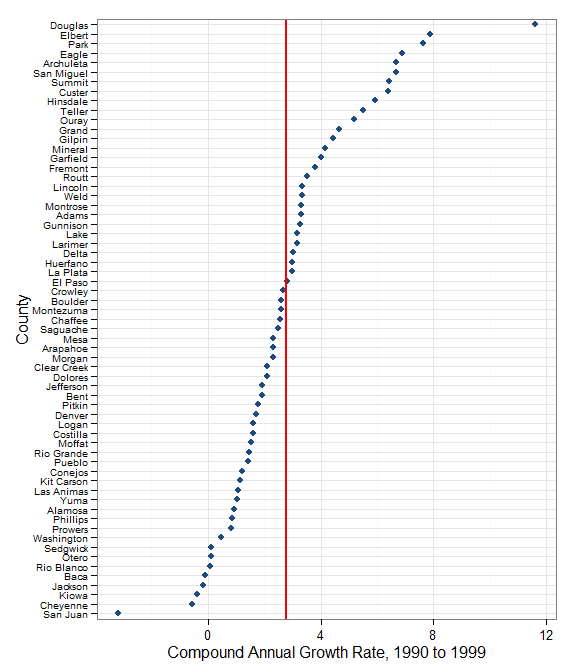 Douglas
Elbert
Park
Eagle
Archuleta
San Miguel
Summit
Custer
Hinsdale
Teller
Ouray
Grand
Gilpin
Mineral
Garfield
Fremont
Routt
Lincoln
Weld
Montrose
Adams
Gunnison
Lake
Larimer
Delta
Huerfano
La Plata
El Paso
Crowley
Boulder
Montezuma
Chaffee
Saguache
Mesa
Arapahoe
Morgan
Clear Creek
Dolores
Jefferson
Bent
Pitkin
Denver
Logan
Costilla
Moffat
Rio Grande
Pueblo
Conejos
Kit Carson
Las Animas
Yuma
Alamosa
Phillips
Prowers
Washington
Sedgwick
Otero
Rio Blanco
Baca
Jackson
Kiowa
Cheyenne
San Juan
County
0 4 8 12
Compound Annual Growth Rate, 1990 to 1999